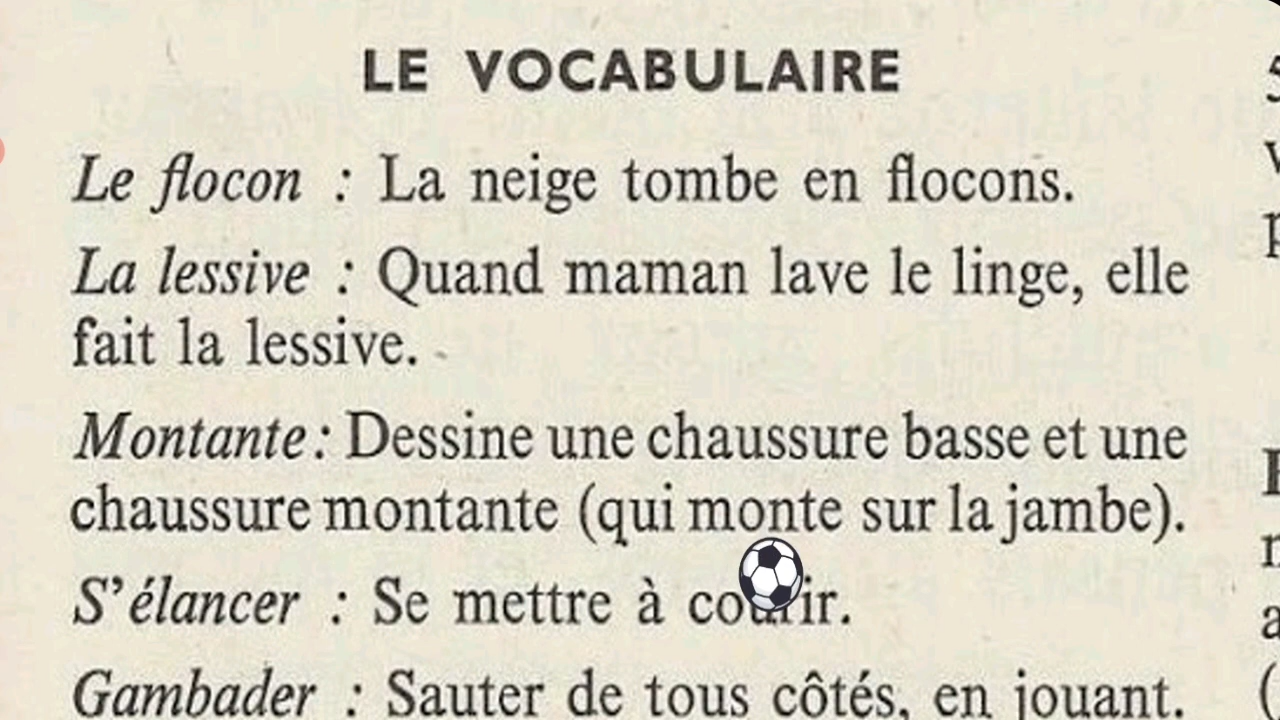 LE VOCABULAIRE
Le flocon : La neige tombe en flocons.
La lessive : Quand maman lave le linge, elle
fait la lessive.
Montante : Dessine une chaussure basse et une
chaussure montante (qui monte sur la jambe).
S'élancer : Se mettre à courir.
Gambader : Sauter de tous côtés, en jouant.